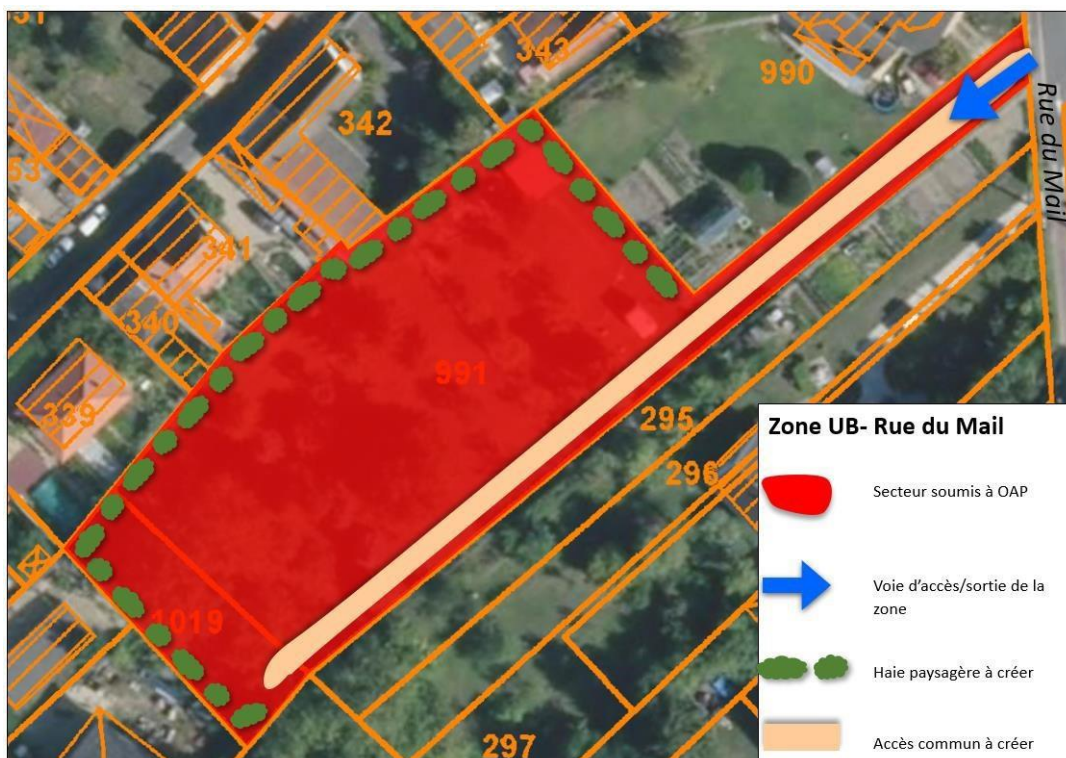 343
990
342
Rue du Mail
341
340
991
339
295
296
1019
297
Zone UB- Rue du Mail
Secteur soumis à OAP
Voie d’accès/sortie de la
zone
Haie paysagère à créer
Accès commun à créer